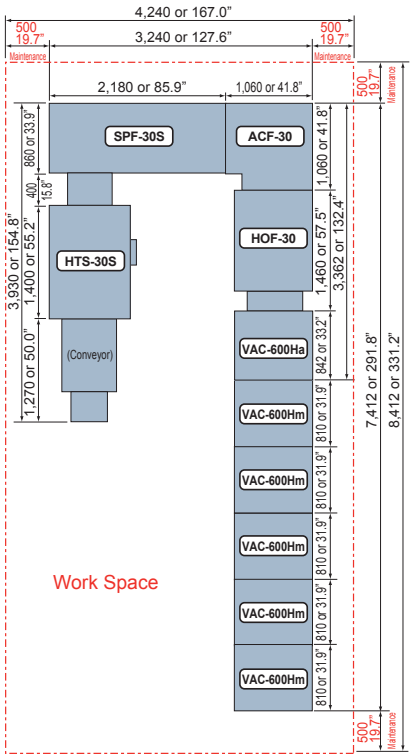 4,240 or 167.0"
500
19.7"
Maintenance
3,240 or 127.6"
500
19.7"
Maintenance
2,180 or 85.9"
1,060 or 41.8"
500
19.7"
Maintenance
860 or 33.9"
SPF-30S
ACF-30
1,060 or 41.8"
400
15.8"
3,930 or 154.8"
1,400 or 55.2"
HTS-30S
HOF-30
1,460 or 57.5"
3,362 or 132.4"
1,270 or 50.0"
(Conveyor)
VAC-600Ha
842 or 33.2"
7,412 or 291.8"
8,412 or 331.2"
VAC-600Hm
810 or 31.9"
VAC-600Hm
810 or 31.9"
VAC-600Hm
810 or 31.9"
Work Space
VAC-600Hm
810 or 31.9"
VAC-600Hm
810 or 31.9"
500
19.7"
Maintenance